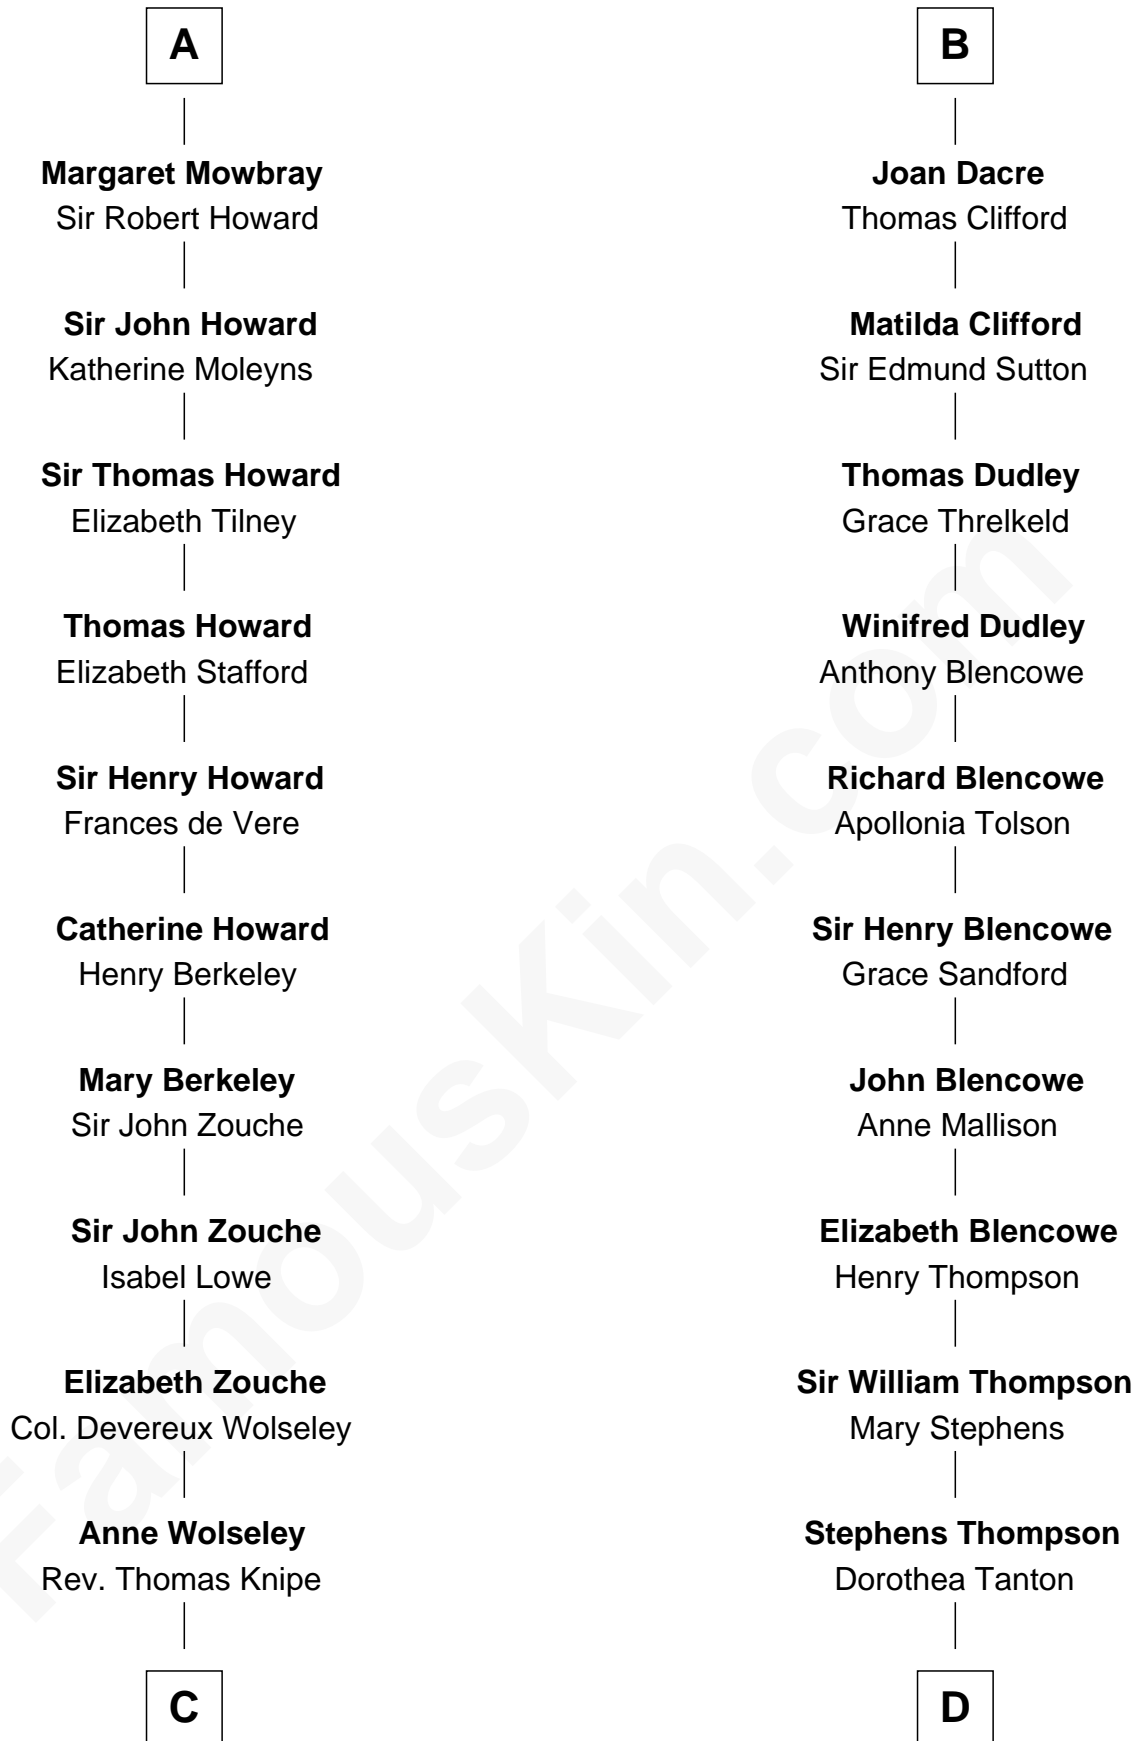 A
Margaret Mowbray
Sir Robert Howard
Sir John Howard
Katherine Moleyns
Sir Thomas Howard
Elizabeth Tilney
Thomas Howard
Elizabeth Stafford
Sir Henry Howard
Frances de Vere
Catherine Howard
Henry Berkeley
Mary Berkeley
Sir John Zouche
Sir John Zouche
Isabel Lowe
Elizabeth Zouche
Col. Devereux Wolseley
Anne Wolseley
Rev. Thomas Knipe
C
B
Joan Dacre
Thomas Clifford
Matilda Clifford
Sir Edmund Sutton
Thomas Dudley
Grace Threlkeld
Winifred Dudley
Anthony Blencowe
Richard Blencowe
Apollonia Tolson
Sir Henry Blencowe
Grace Sandford
John Blencowe
Anne Mallison
Elizabeth Blencowe
Henry Thompson
Sir William Thompson
Mary Stephens
Stephens Thompson
Dorothea Tanton
D
FamousKin.com